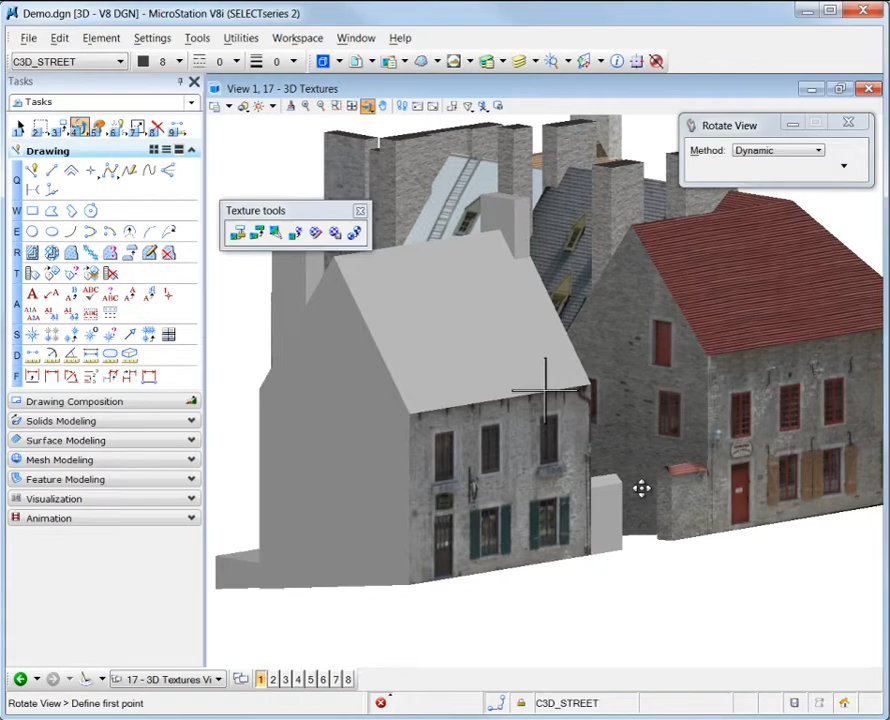 Demo.dgn [3D - V8 DGN] - MicroStation V8i (SELECTseries 2)
File Edit Element Settings Tools Utilities Workspace Window Help
C3D_STREET 8 0 0
Tasks
View 1, 17 - 3D Textures
Tasks
Rotate View
Method: Dynamic
Drawing
Texture tools
Q
W
E
R
T
A
S
D
F
Drawing Composition
Solids Modeling
Surface Modeling
Mesh Modeling
Feature Modeling
Visualization
Animation
17 - 3D Textures Vi 1 2 3 4 5 6 7 8
Rotate View > Define first point
C3D_STREET